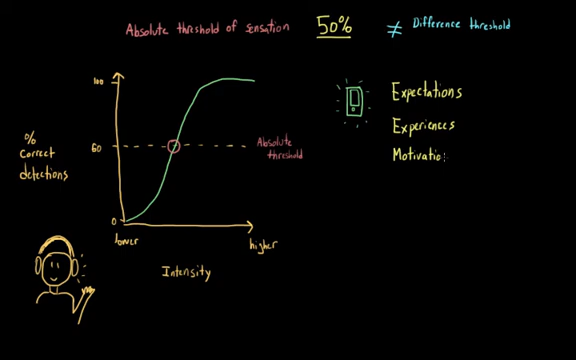 Absolute threshold of sensation 50% ≠ Difference threshold
100
% correct detections
50
0
Absolute threshold
lower
higher
Intensity
Expectations
Experiences
Motivatio